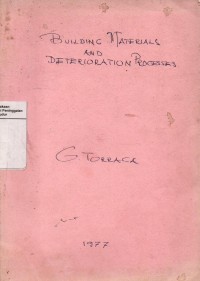 BUILDING MATERIALS
AND
DETERIORATION PROCESSES
G TORRACA
1977